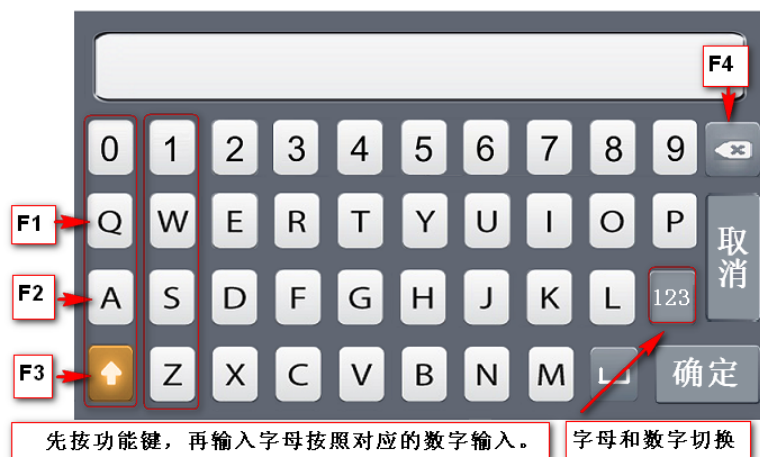 F4
0 1 2 3 4 5 6 7 8 9
F1 Q W E R T Y U I O P
取消
F2 A S D F G H J K L 123
F3 Z X C V B N M 确定
先按功能键，再输入字母按照对应的数字输入。
字母和数字切换